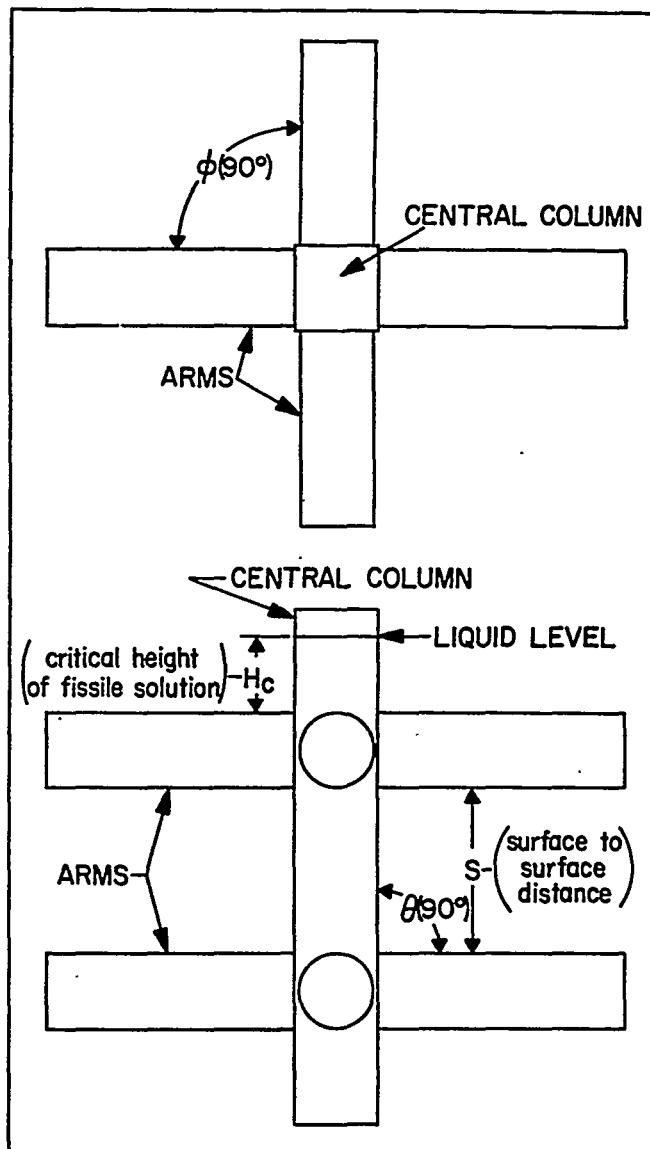 ϕ(90°)
CENTRAL COLUMN
ARMS
CENTRAL COLUMN
LIQUID LEVEL
(critical height
of fissile solution)-Hc
ARMS
S-(surface to
surface
distance)
θ(90°)